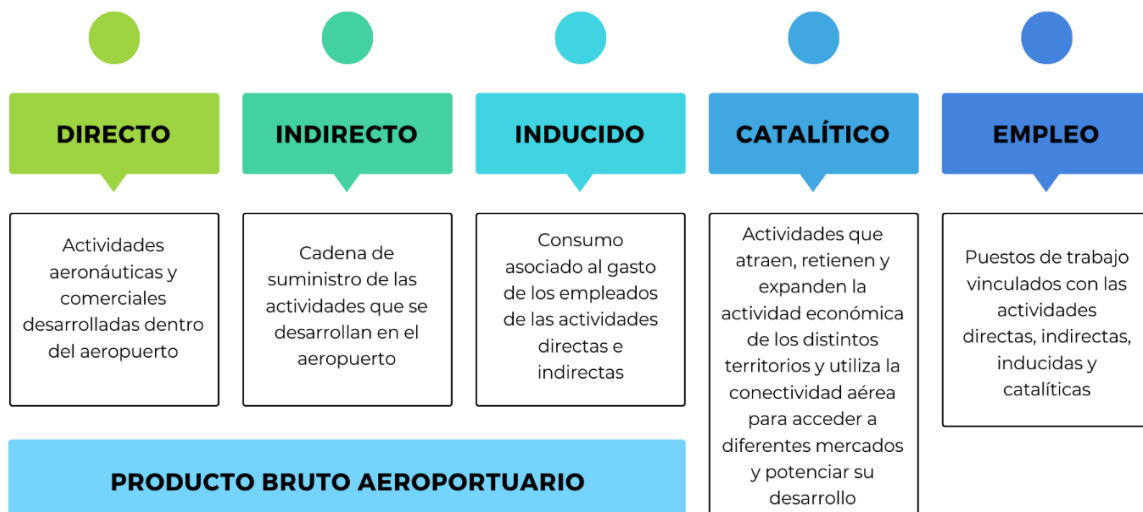 DIRECTO
Actividades
aeronáuticas y
comerciales
desarrolladas dentro
del aeropuerto
INDIRECTO
Cadena de
suministro de las
actividades que se
desarrollan en el
aeropuerto
INDUCIDO
Consumo
asociado al gasto
de los empleados
de las actividades
directas e
indirectas
CATALÍTICO
Actividades que
atraen, retienen y
expanden la
actividad económica
de los distintos
territorios y utiliza la
conectividad aérea
para acceder a
diferentes mercados
y potenciar su
desarrollo
EMPLEO
Puestos de trabajo
vinculados con las
actividades
directas, indirectas,
inducidas y
catalíticas
PRODUCTO BRUTO AEROPORTUARIO